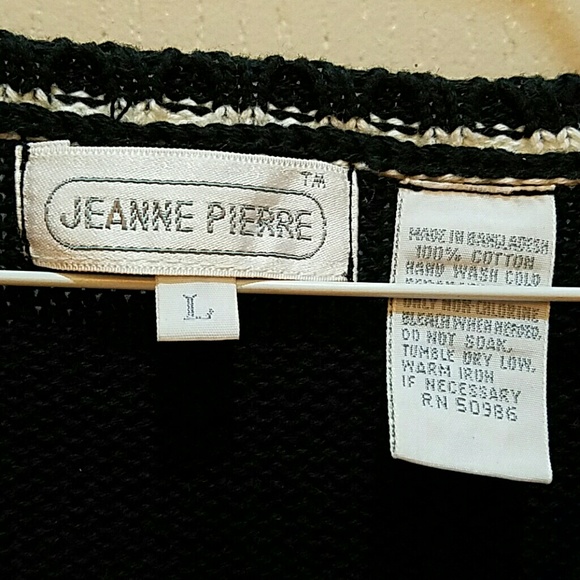 JEANNE PIERRE TM
L
MADE IN BANGLADESH
100% COTTON
HAND WASH COLD
ONLY NON-CHLORINE
BLEACH WHEN NEEDED,
DO NOT SOAK,
TUMBLE DRY LOW,
WARM IRON
IF NECESSARY
RN 50986